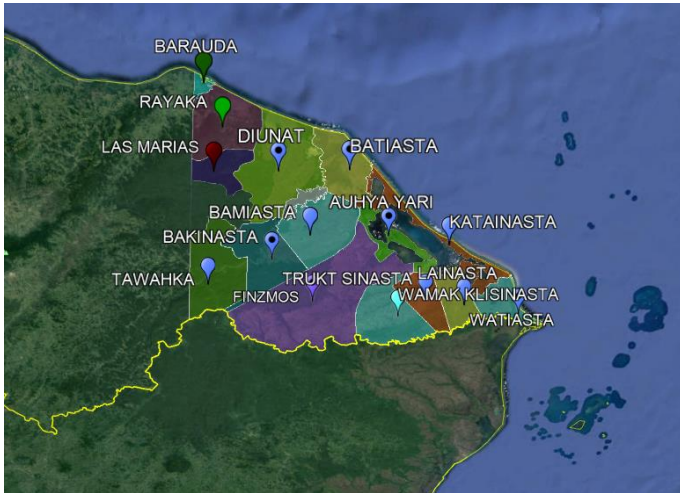 BARAUDA
RAYAKA
LAS MARIAS
DIUNAT
BATIASTA
BAMIASTA
AUHYA YARI
KATAINASTA
BAKINASTA
TAWAHKA
TRUKT SINASTA
LAINASTA
FINZMOS
WAMAK KLISINASTA
WATIASTA